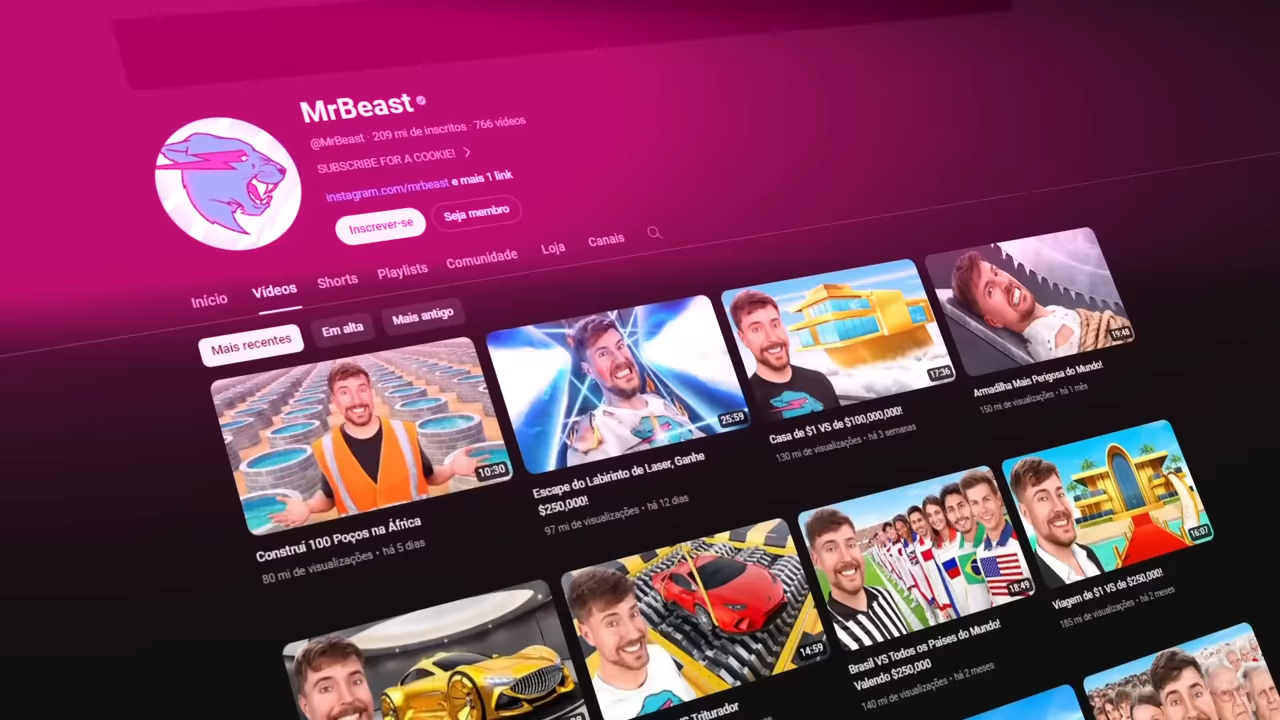 MrBeast
@MrBeast · 209 mi de inscritos · 766 vídeos
SUBSCRIBE FOR A COOKIE!
instagram.com/mrbeast e mais 1 link
Inscrever-se
Seja membro
Início
Vídeos
Shorts
Playlists
Comunidade
Loja
Canais
Mais recentes
Em alta
Mais antigo
10:30
Construí 100 Poços na África
80 mi de visualizações • há 5 dias
25:59
Escape do Labirinto de Laser, Ganhe
$250,000!
97 mi de visualizações • há 12 dias
17:36
Casa de $1 VS de $100,000,000!
130 mi de visualizações • há 3 semanas
19:48
Armadilha Mais Perigosa do Mundo!
150 mi de visualizações • há 1 mês
14:59
VS Triturador
18:49
Brasil VS Todos os Países do Mundo!
Valendo $250,000
140 mi de visualizações • há 2 meses
16:07
Viagem de $1 VS de $250,000!
185 mi de visualizações • há 2 meses